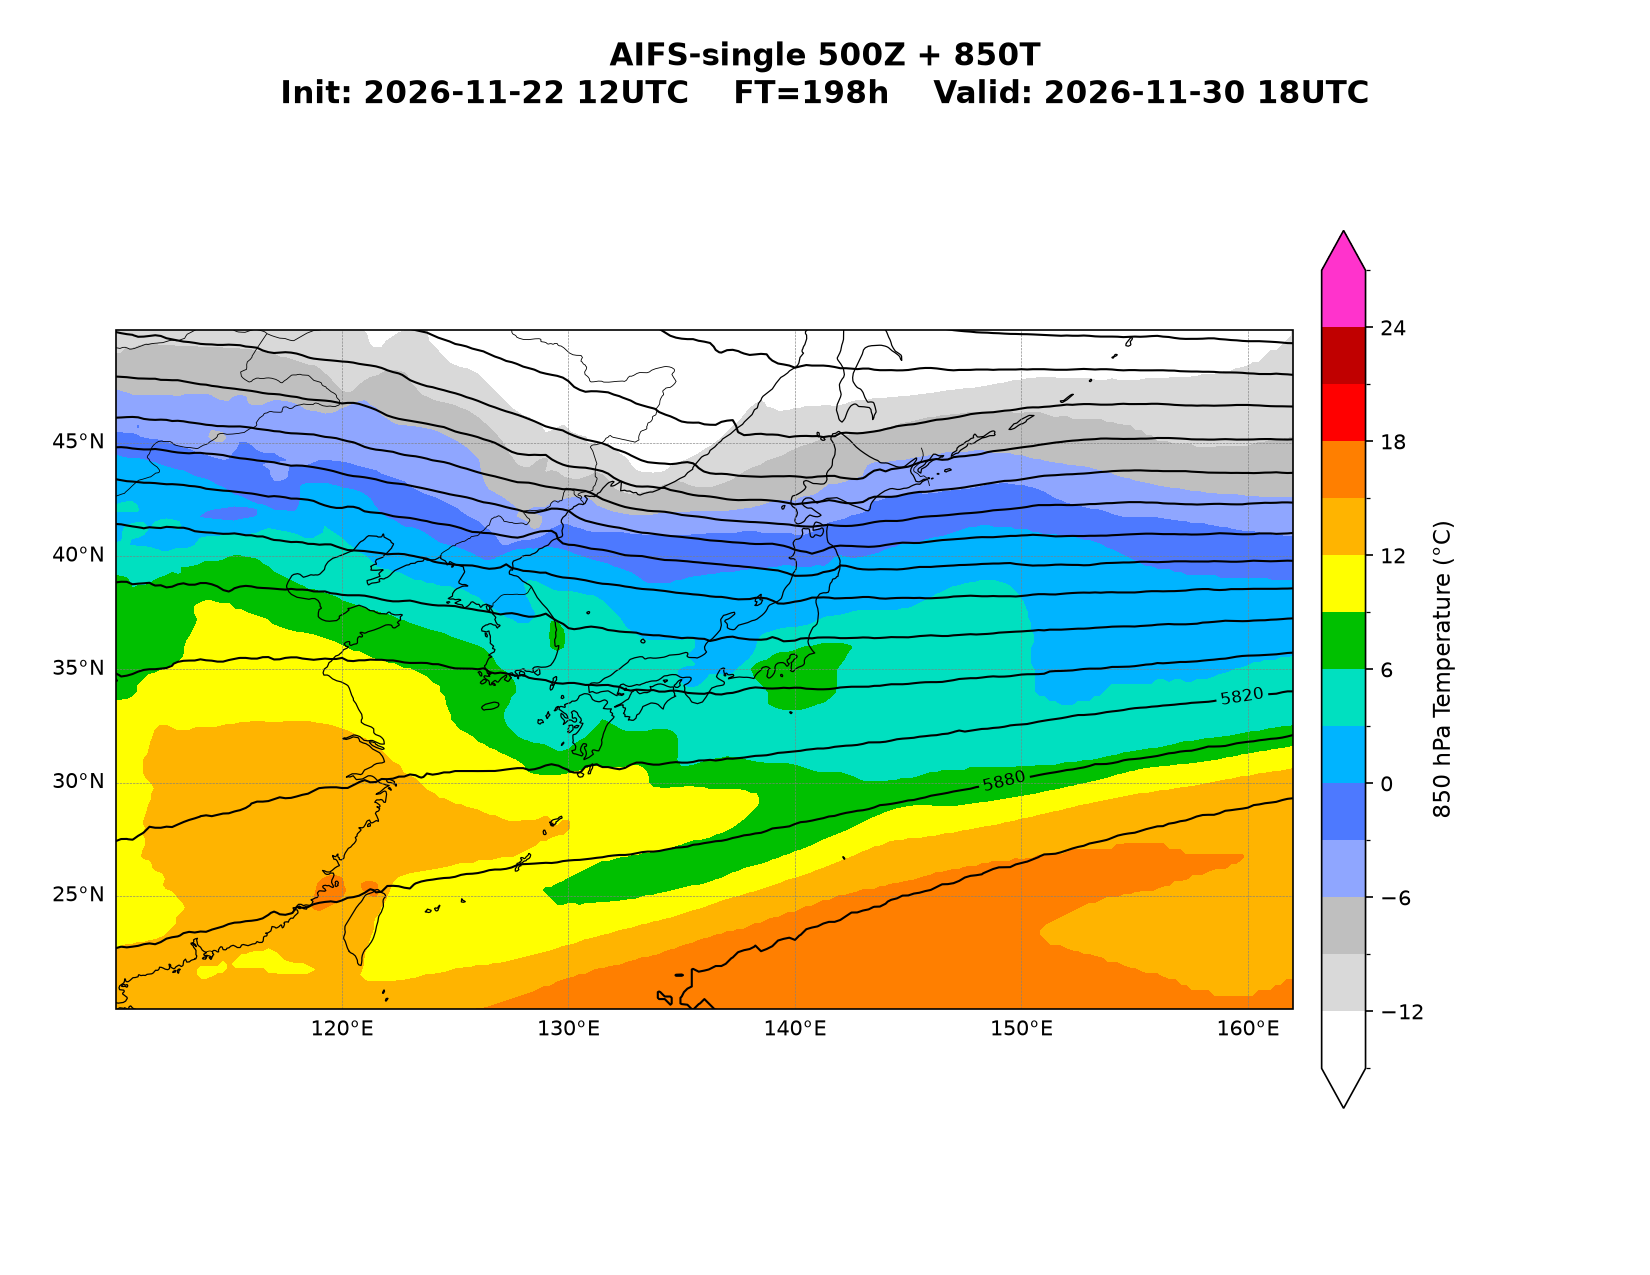 AIFS-single 500Z + 850T
Init: 2026-11-22 12UTC    FT=198h    Valid: 2026-11-30 18UTC
24
18
12
6
0
−6
−12
850 hPa Temperature (°C)
45°N
40°N
35°N
30°N
25°N
5820
5880
120°E
130°E
140°E
150°E
160°E